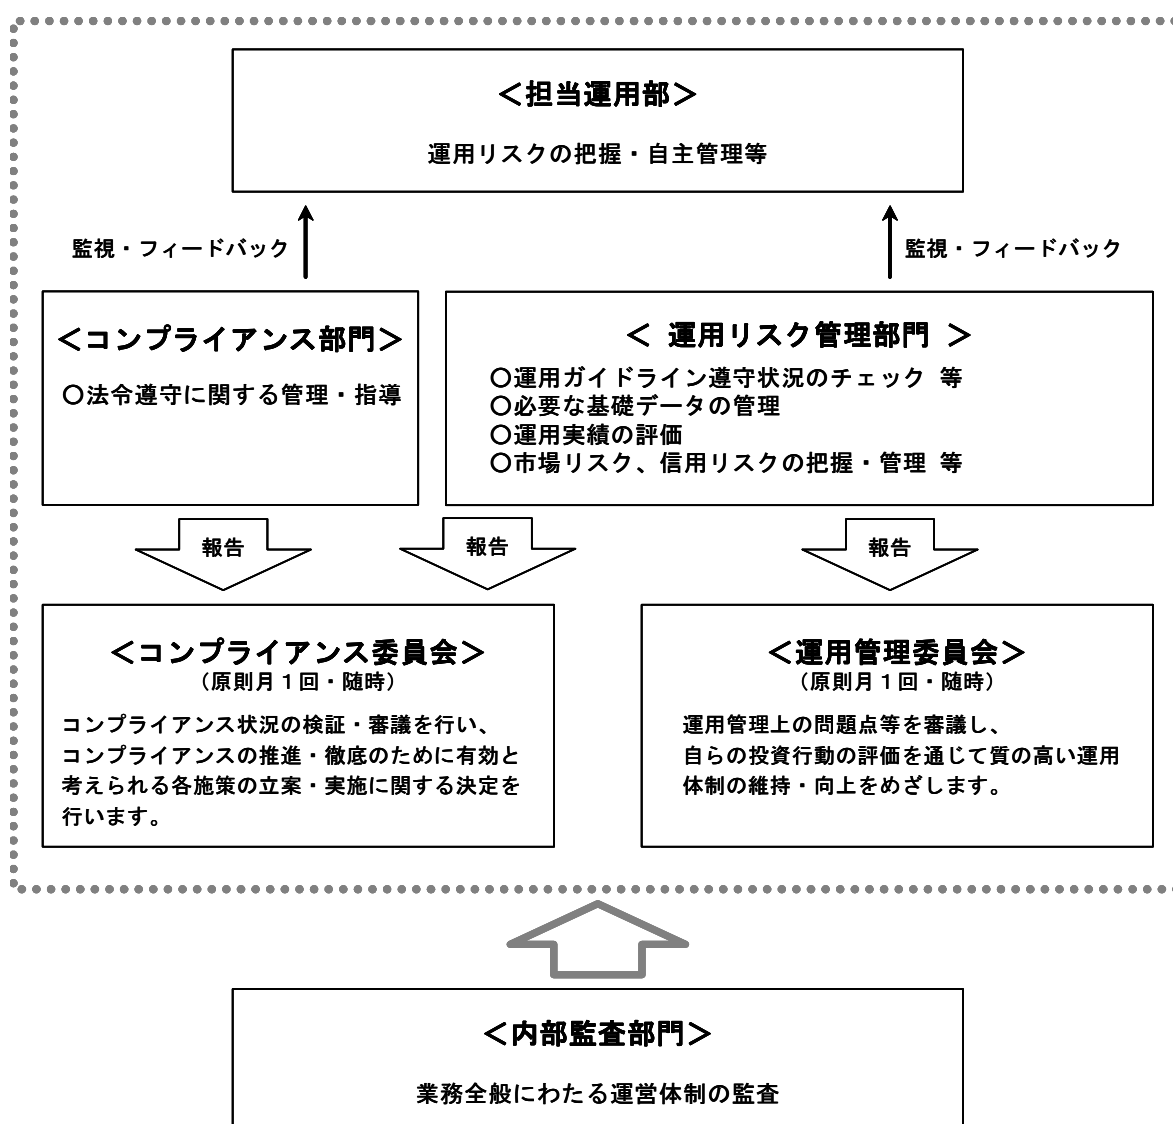 ＜担当運用部＞
運用リスクの把握・自主管理等
監視・フィードバック
監視・フィードバック
＜コンプライアンス部門＞
〇法令遵守に関する管理・指導
＜ 運用リスク管理部門 ＞
〇運用ガイドライン遵守状況のチェック 等
〇必要な基礎データの管理
〇運用実績の評価
〇市場リスク、信用リスクの把握・管理 等
報告
報告
報告
＜コンプライアンス委員会＞
（原則月１回・随時）
コンプライアンス状況の検証・審議を行い、
コンプライアンスの推進・徹底のために有効と
考えられる各施策の立案・実施に関する決定を
行います。
＜運用管理委員会＞
（原則月１回・随時）
運用管理上の問題点等を審議し、
自らの投資行動の評価を通じて質の高い運用
体制の維持・向上をめざします。
＜内部監査部門＞
業務全般にわたる運営体制の監査